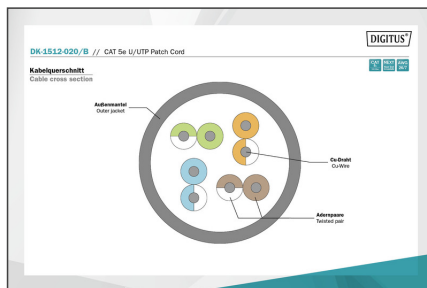 DIGITUS®
DK-1512-020/B // CAT 5e U/UTP Patch Cord
Kabelquerschnitt
Cable cross section
Außenmantel
Outer jacket
Cu-Draht
Cu-Wire
Adernpaare
Twisted pair